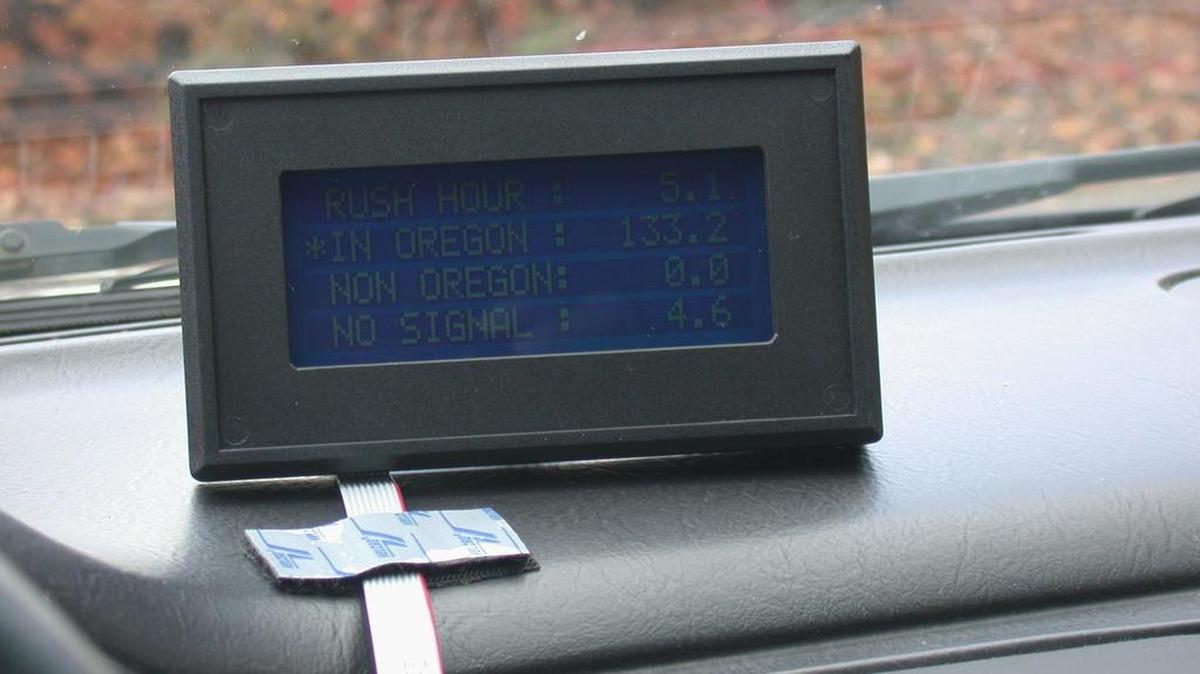 RUSH HOUR : 5.1
*IN OREGON : 133.2
NON OREGON: 0.0
NO SIGNAL : 4.6